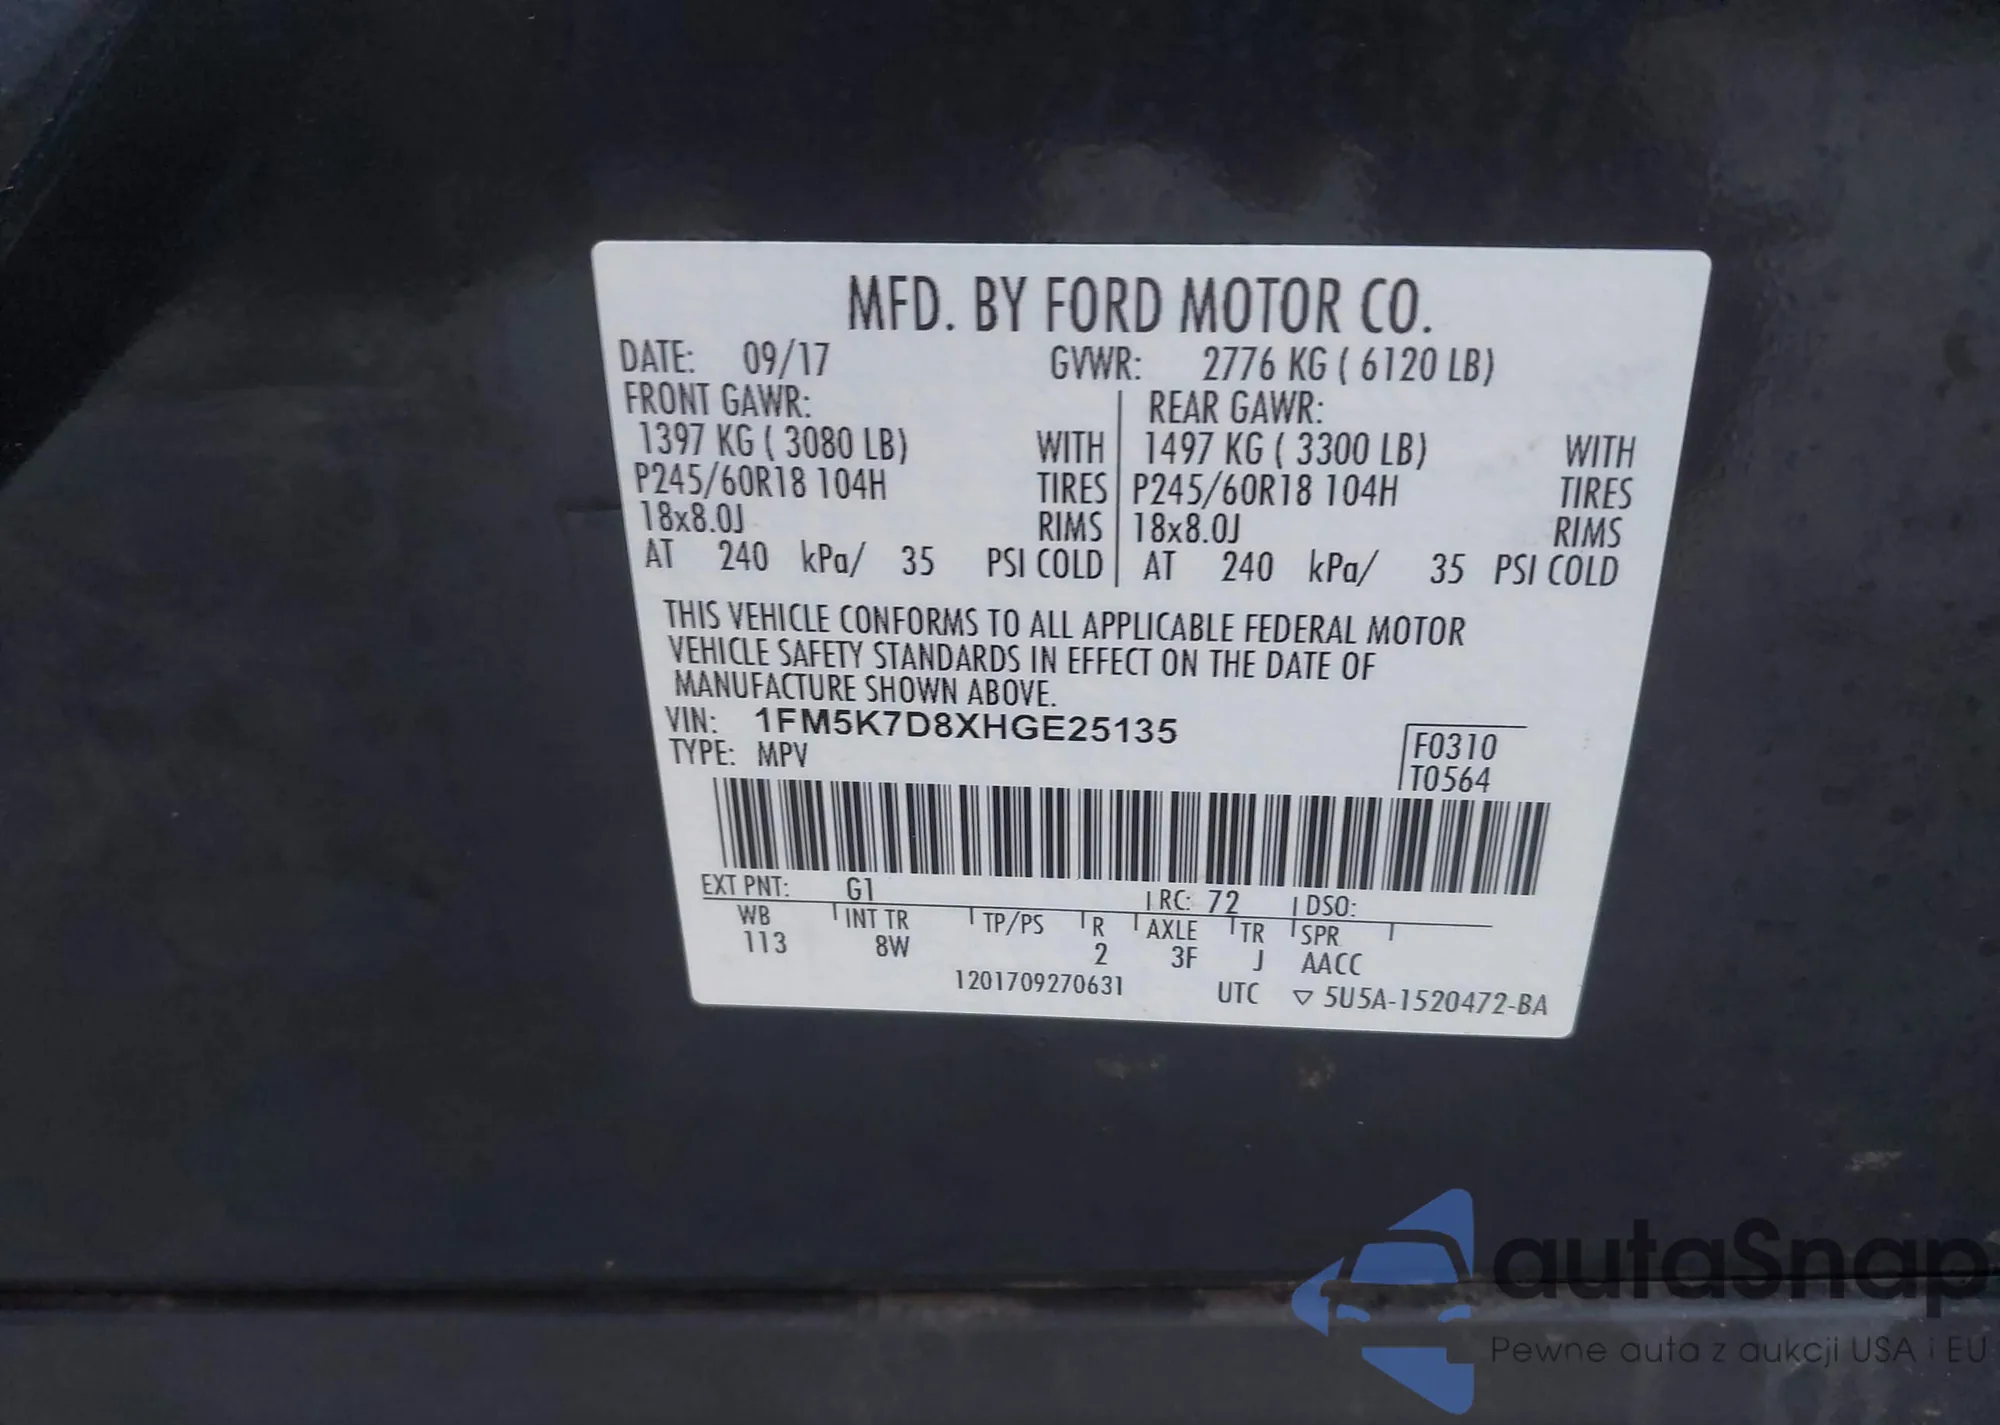 MFD. BY FORD MOTOR CO.
DATE: 09/17 GVWR: 2776 KG ( 6120 LB)
FRONT GAWR: REAR GAWR:
1397 KG ( 3080 LB) WITH 1497 KG ( 3300 LB) WITH
P245/60R18 104H TIRES P245/60R18 104H TIRES
18x8.0J RIMS 18x8.0J RIMS
AT 240 kPa/ 35 PSI COLD AT 240 kPa/ 35 PSI COLD
THIS VEHICLE CONFORMS TO ALL APPLICABLE FEDERAL MOTOR
VEHICLE SAFETY STANDARDS IN EFFECT ON THE DATE OF
MANUFACTURE SHOWN ABOVE.
VIN: 1FM5K7D8XHGE25135
TYPE: MPV
F0310
T0564
EXT PNT: G1 RC: 72 DSO:
WB INT TR TP/PS R AXLE TR SPR
113 8W 2 3F J AACC
1201709270631 UTC ▽ 5U5A-1520472-BA
autaSnap
Pewne auta z aukcji USA i EU